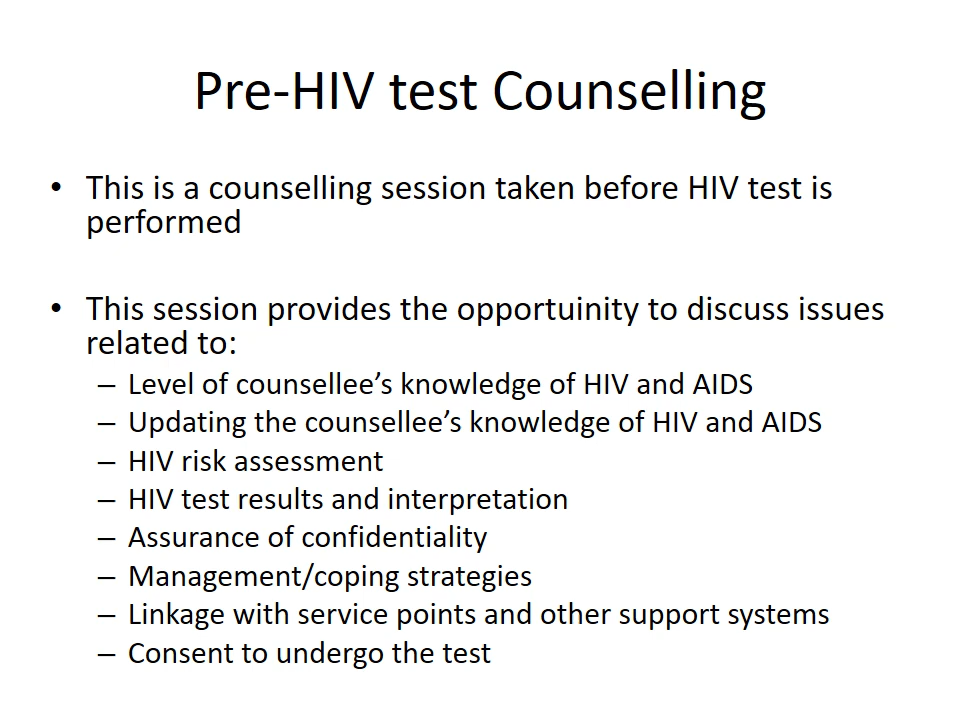 Pre-HIV test Counselling
• This is a counselling session taken before HIV test is
performed
• This session provides the opportuinity to discuss issues
related to:
– Level of counsellee’s knowledge of HIV and AIDS
– Updating the counsellee’s knowledge of HIV and AIDS
– HIV risk assessment
– HIV test results and interpretation
– Assurance of confidentiality
– Management/coping strategies
– Linkage with service points and other support systems
– Consent to undergo the test